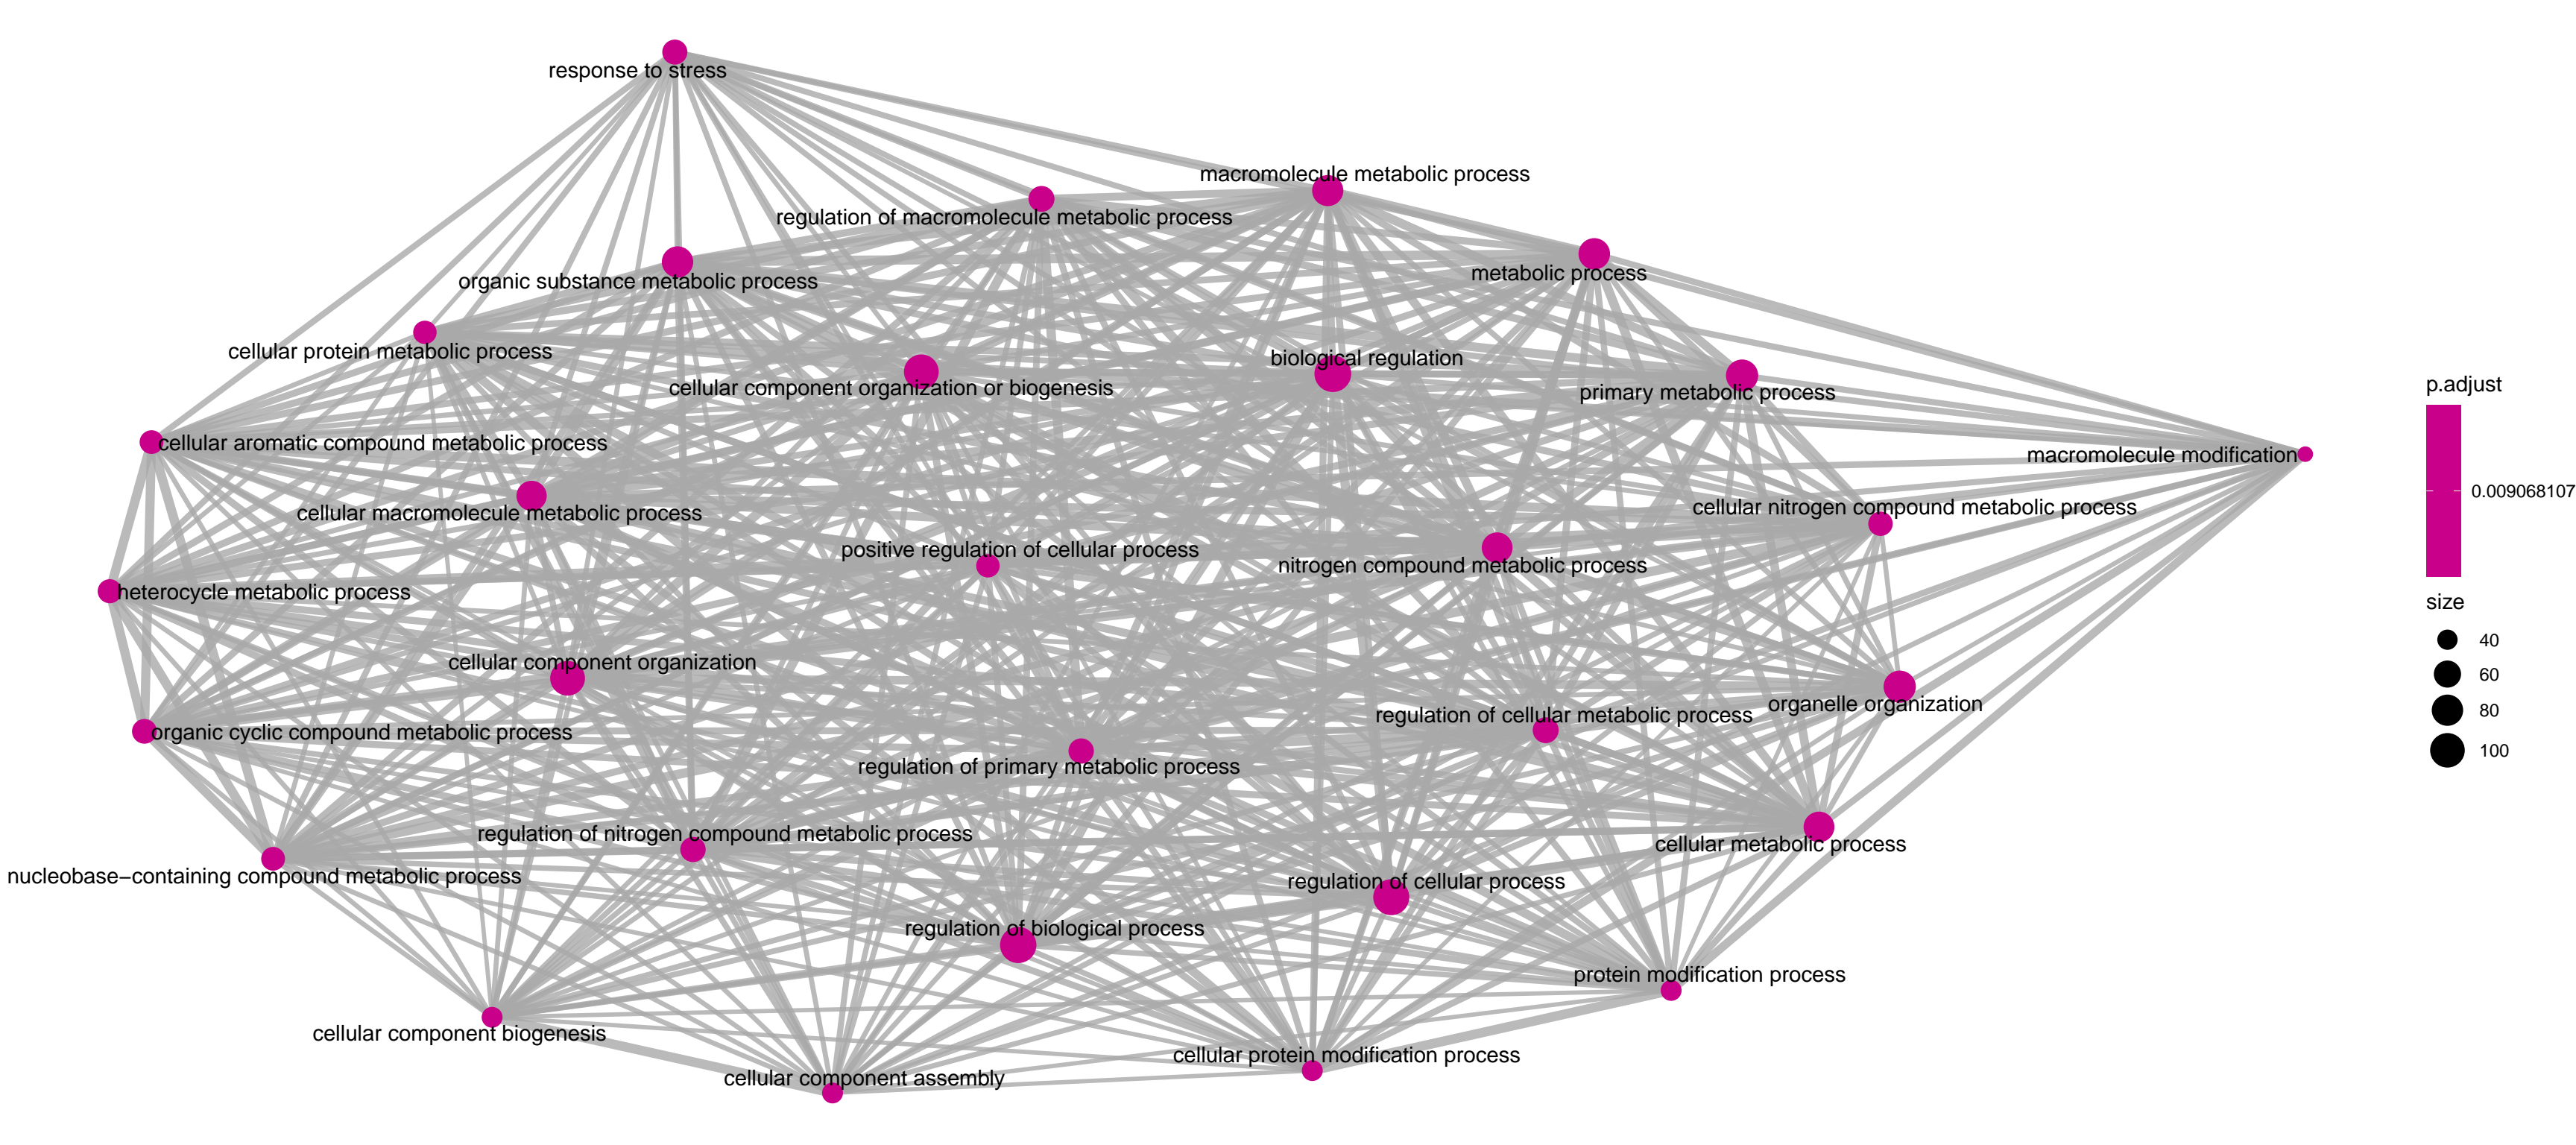 response to stress
macromolecule metabolic process
regulation of macromolecule metabolic process
metabolic process
organic substance metabolic process
cellular protein metabolic process
biological regulation
cellular component organization or biogenesis
primary metabolic process
cellular aromatic compound metabolic process
macromolecule modification
cellular macromolecule metabolic process
cellular nitrogen compound metabolic process
positive regulation of cellular process
nitrogen compound metabolic process
heterocycle metabolic process
cellular component organization
organelle organization
regulation of cellular metabolic process
organic cyclic compound metabolic process
regulation of primary metabolic process
regulation of nitrogen compound metabolic process
cellular metabolic process
nucleobase−containing compound metabolic process
regulation of cellular process
regulation of biological process
protein modification process
cellular component biogenesis
cellular protein modification process
cellular component assembly
p.adjust
0.009068107
size
40
60
80
100